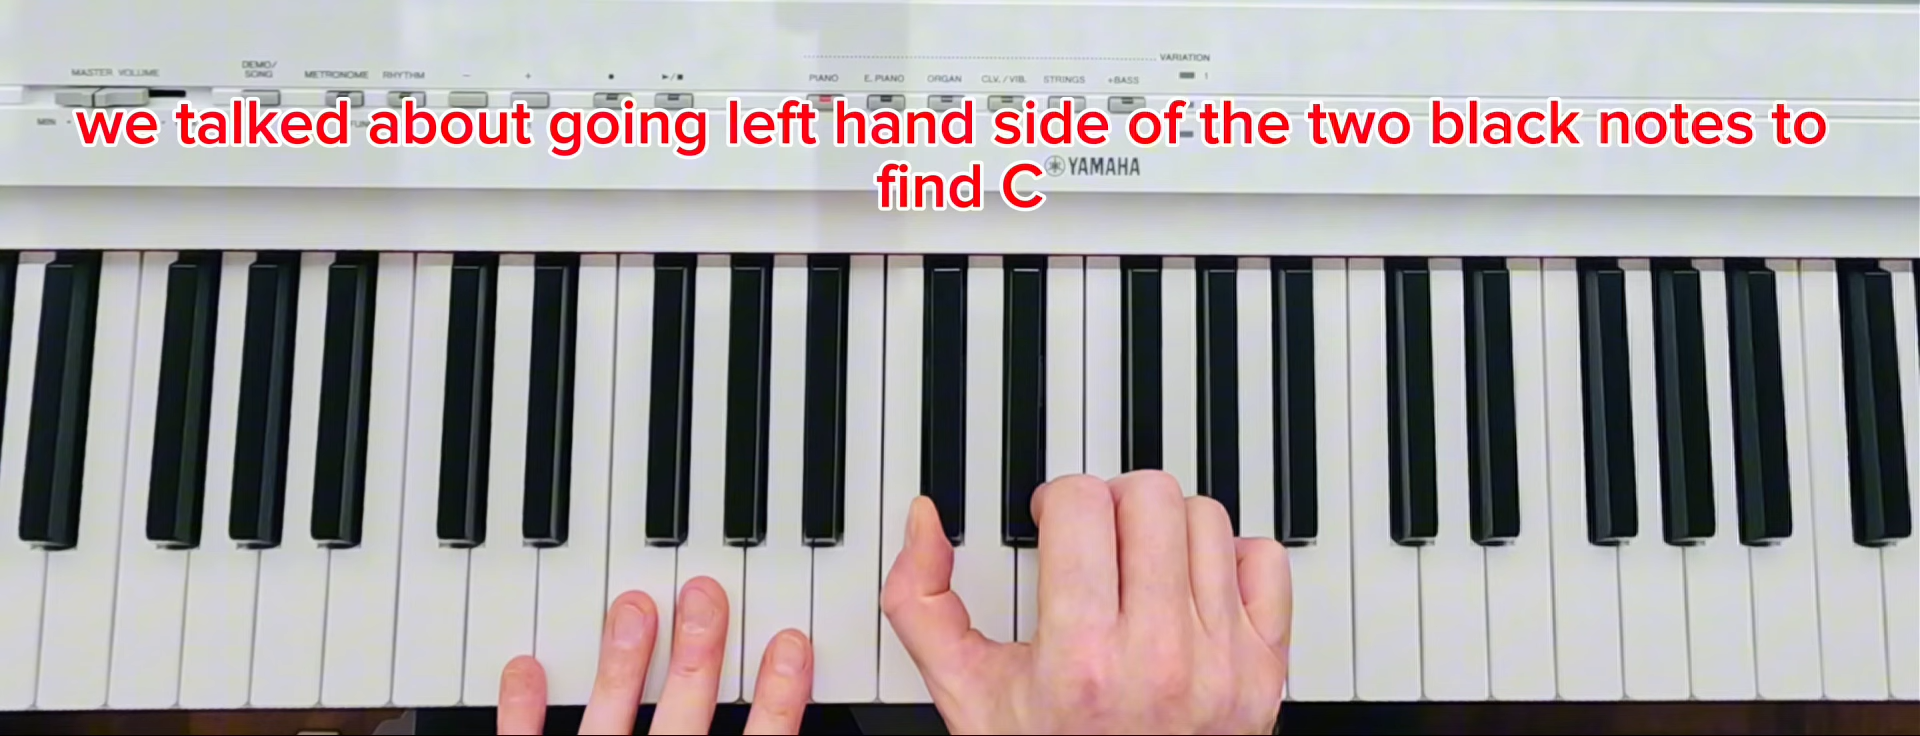 MASTER VOLUME
DEMO/
SONG
METRONOME
RHYTHM
−
+
■
►/■
VARIATION
PIANO
E. PIANO
ORGAN
CLV. / VIB.
STRINGS
+BASS
MIN
we talked about going left hand side of the two black notes to
find C
YAMAHA